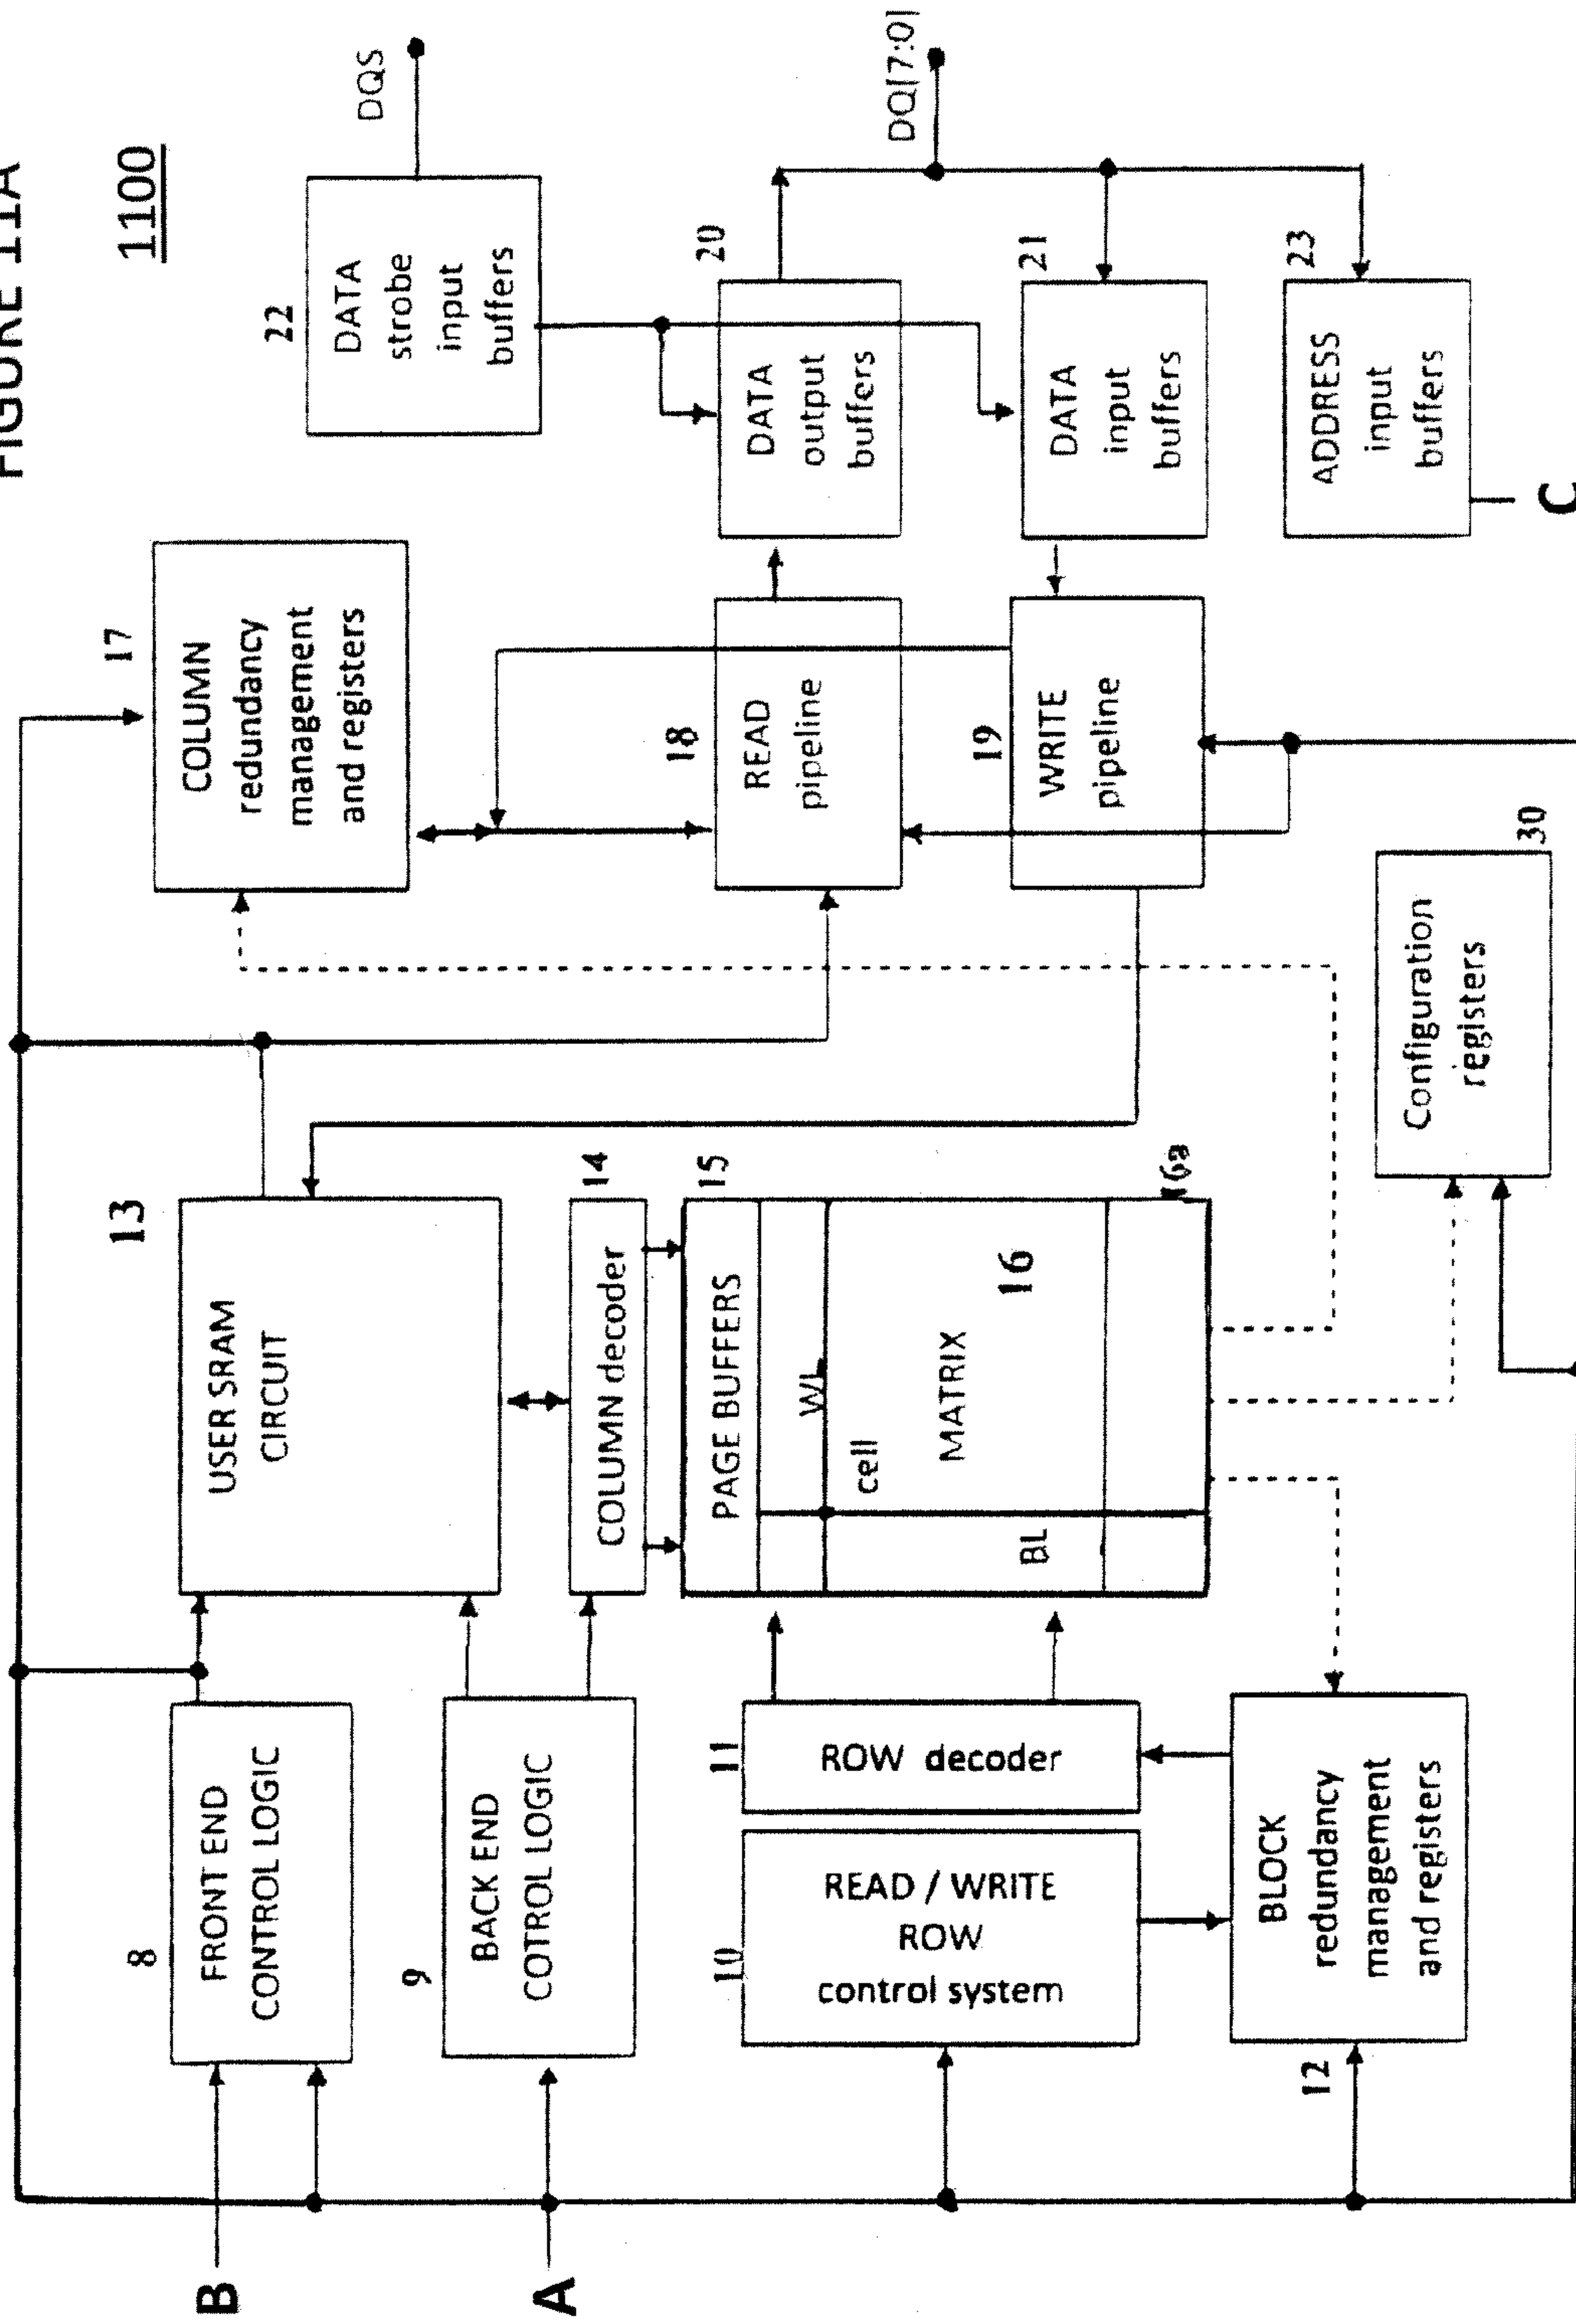 FIGURE 11A
1100
B
A
8
FRONT END
CONTROL LOGIC
9
BACK END
COTROL LOGIC
10
READ / WRITE
ROW
control system
11
ROW decoder
12
BLOCK
redundancy
management
and registers
13
USER SRAM
CIRCUIT
14
COLUMN decoder
15
PAGE BUFFERS
WL
cell
MATRIX
16
BL
16a
17
COLUMN
redundancy
management
and registers
18
READ
pipeline
19
WRITE
pipeline
30
Configuration
registers
22
DATA
strobe
input
buffers
DQS
20
DATA
output
buffers
21
DATA
input
buffers
23
ADDRESS
input
buffers
DQ[7:0]
C